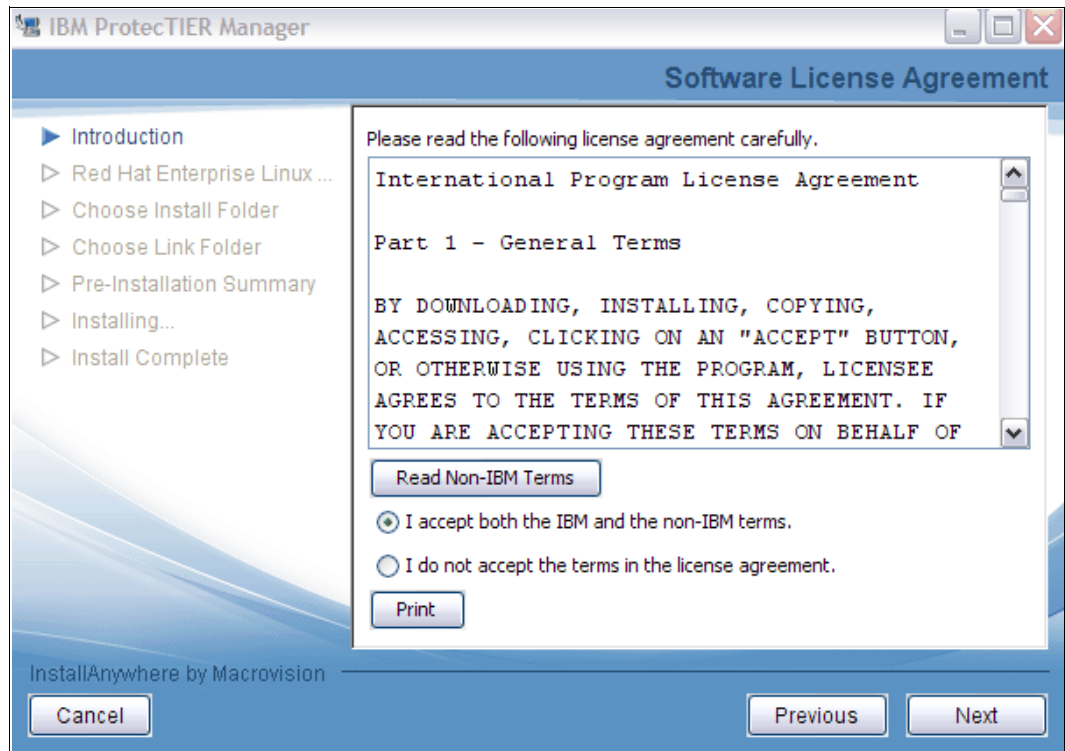 IBM ProtecTIER Manager
Software License Agreement
Introduction
Red Hat Enterprise Linux ...
Choose Install Folder
Choose Link Folder
Pre-Installation Summary
Installing...
Install Complete
Please read the following license agreement carefully.
International Program License Agreement
Part 1 - General Terms
BY DOWNLOADING, INSTALLING, COPYING,
ACCESSING, CLICKING ON AN "ACCEPT" BUTTON,
OR OTHERWISE USING THE PROGRAM, LICENSEE
AGREES TO THE TERMS OF THIS AGREEMENT. IF
YOU ARE ACCEPTING THESE TERMS ON BEHALF OF
Read Non-IBM Terms
I accept both the IBM and the non-IBM terms.
I do not accept the terms in the license agreement.
Print
InstallAnywhere by Macrovision
Cancel
Previous
Next